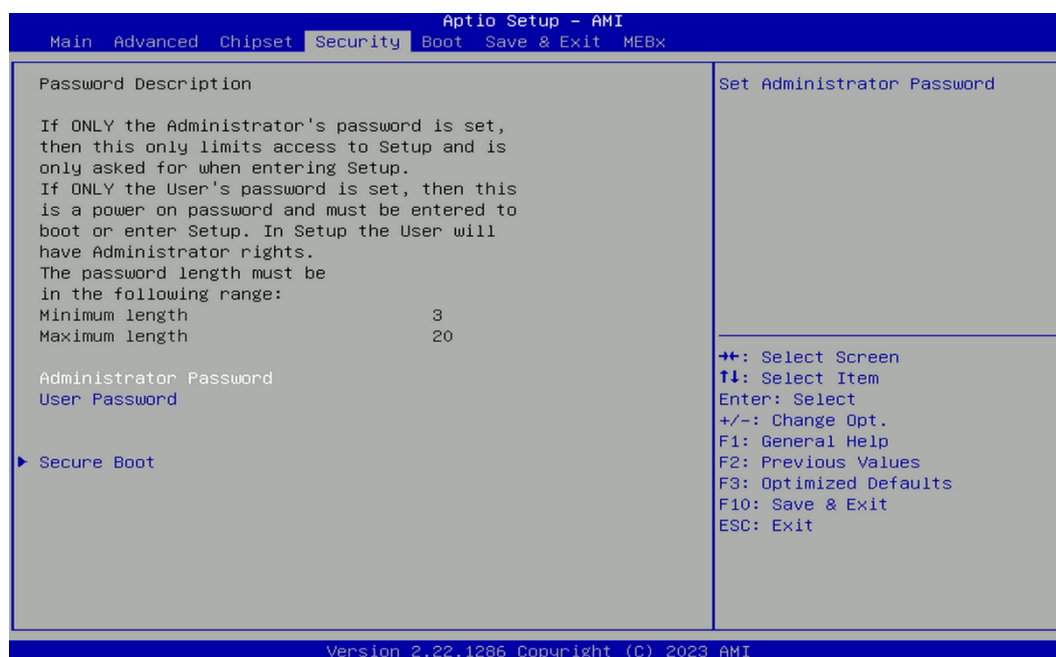 Aptio Setup – AMI
Main Advanced Chipset Security Boot Save & Exit MEBx
Password Description
If ONLY the Administrator's password is set,
then this only limits access to Setup and is
only asked for when entering Setup.
If ONLY the User's password is set, then this
is a power on password and must be entered to
boot or enter Setup. In Setup the User will
have Administrator rights.
The password length must be
in the following range:
Minimum length 3
Maximum length 20
Administrator Password
User Password
Secure Boot
Set Administrator Password
→←: Select Screen
↑↓: Select Item
Enter: Select
+/-: Change Opt.
F1: General Help
F2: Previous Values
F3: Optimized Defaults
F10: Save & Exit
ESC: Exit
Version 2.22.1286 Copyright (C) 2023 AMI